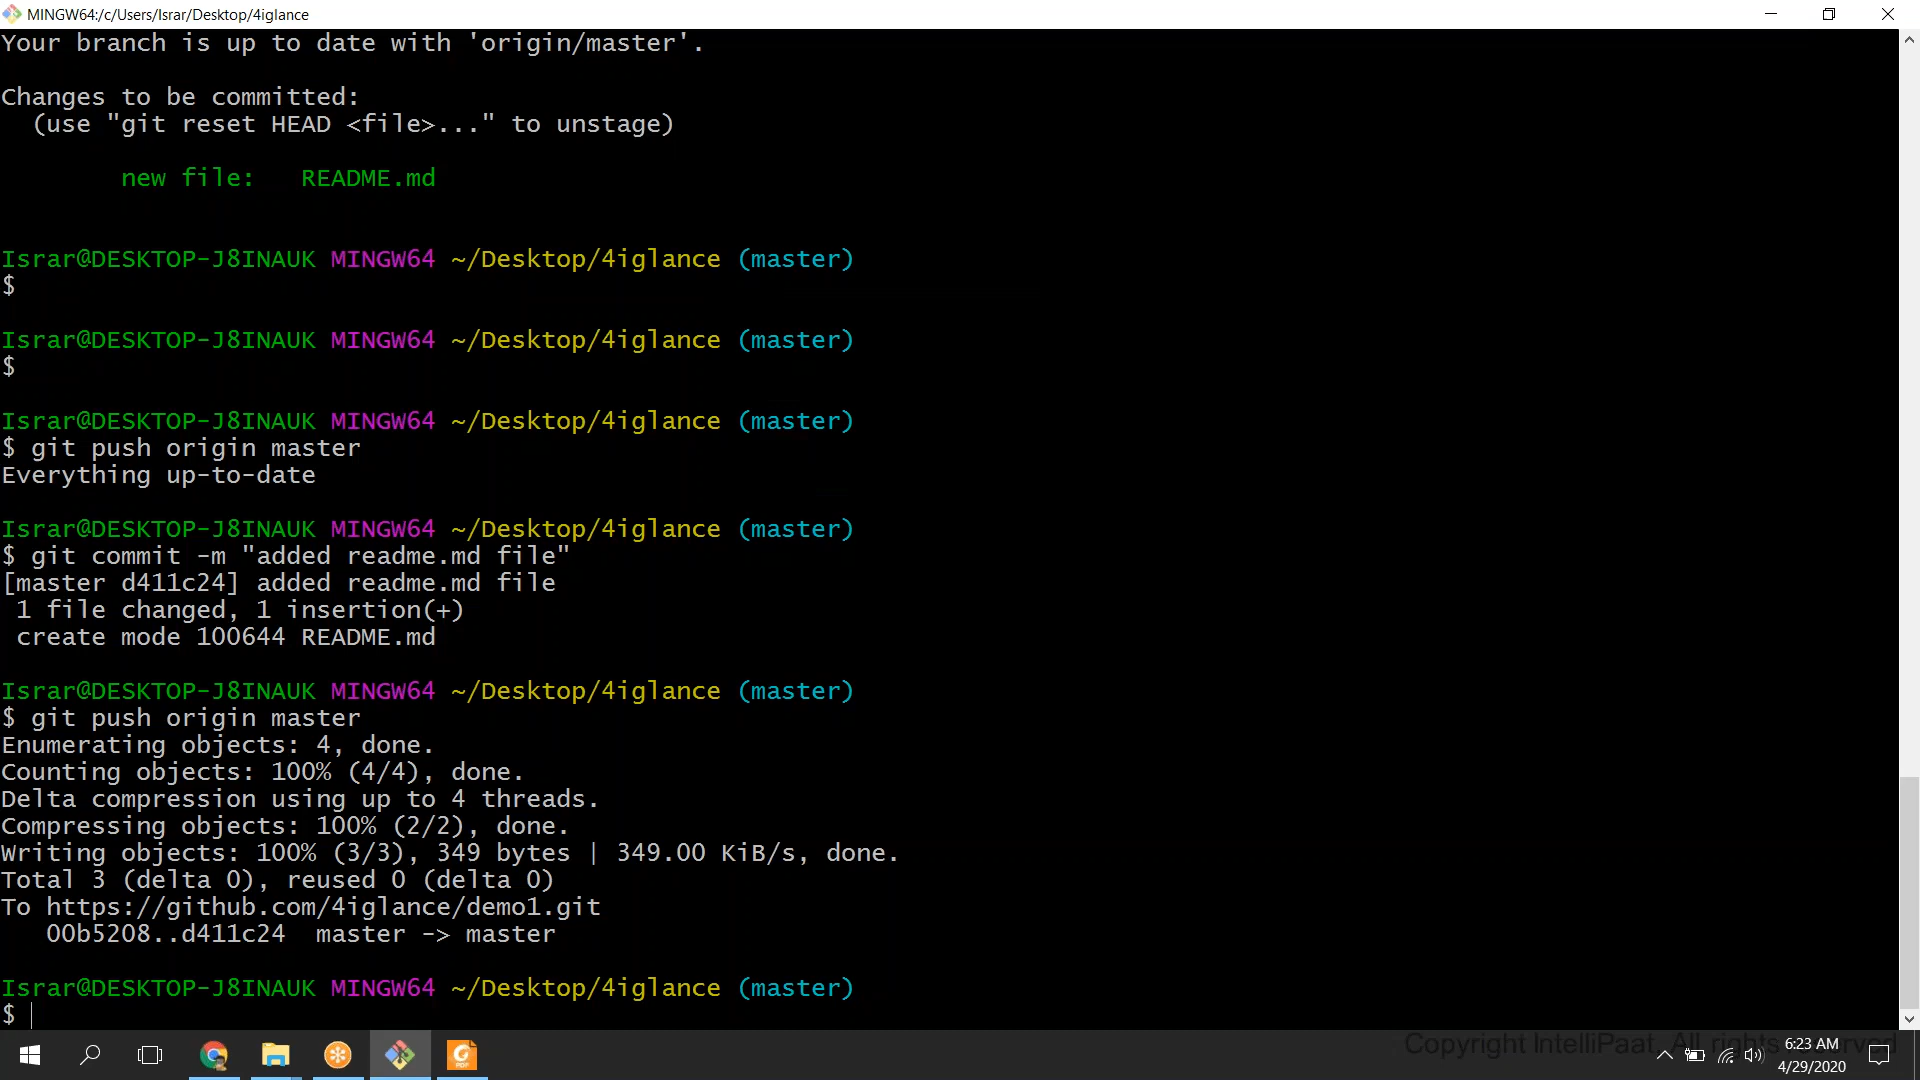 MINGW64:/c/Users/Israr/Desktop/4iglance
Your branch is up to date with 'origin/master'.
Changes to be committed:
(use "git reset HEAD <file>..." to unstage)
new file:   README.md
Israr@DESKTOP-J8INAUK MINGW64 ~/Desktop/4iglance (master)
$
Israr@DESKTOP-J8INAUK MINGW64 ~/Desktop/4iglance (master)
$
Israr@DESKTOP-J8INAUK MINGW64 ~/Desktop/4iglance (master)
$ git push origin master
Everything up-to-date
Israr@DESKTOP-J8INAUK MINGW64 ~/Desktop/4iglance (master)
$ git commit -m "added readme.md file"
[master d411c24] added readme.md file
1 file changed, 1 insertion(+)
create mode 100644 README.md
Israr@DESKTOP-J8INAUK MINGW64 ~/Desktop/4iglance (master)
$ git push origin master
Enumerating objects: 4, done.
Counting objects: 100% (4/4), done.
Delta compression using up to 4 threads.
Compressing objects: 100% (2/2), done.
Writing objects: 100% (3/3), 349 bytes | 349.00 KiB/s, done.
Total 3 (delta 0), reused 0 (delta 0)
To https://github.com/4iglance/demo1.git
00b5208..d411c24  master -> master
Israr@DESKTOP-J8INAUK MINGW64 ~/Desktop/4iglance (master)
$
Copyright IntelliPaat, All rights reserved
6:23 AM
4/29/2020